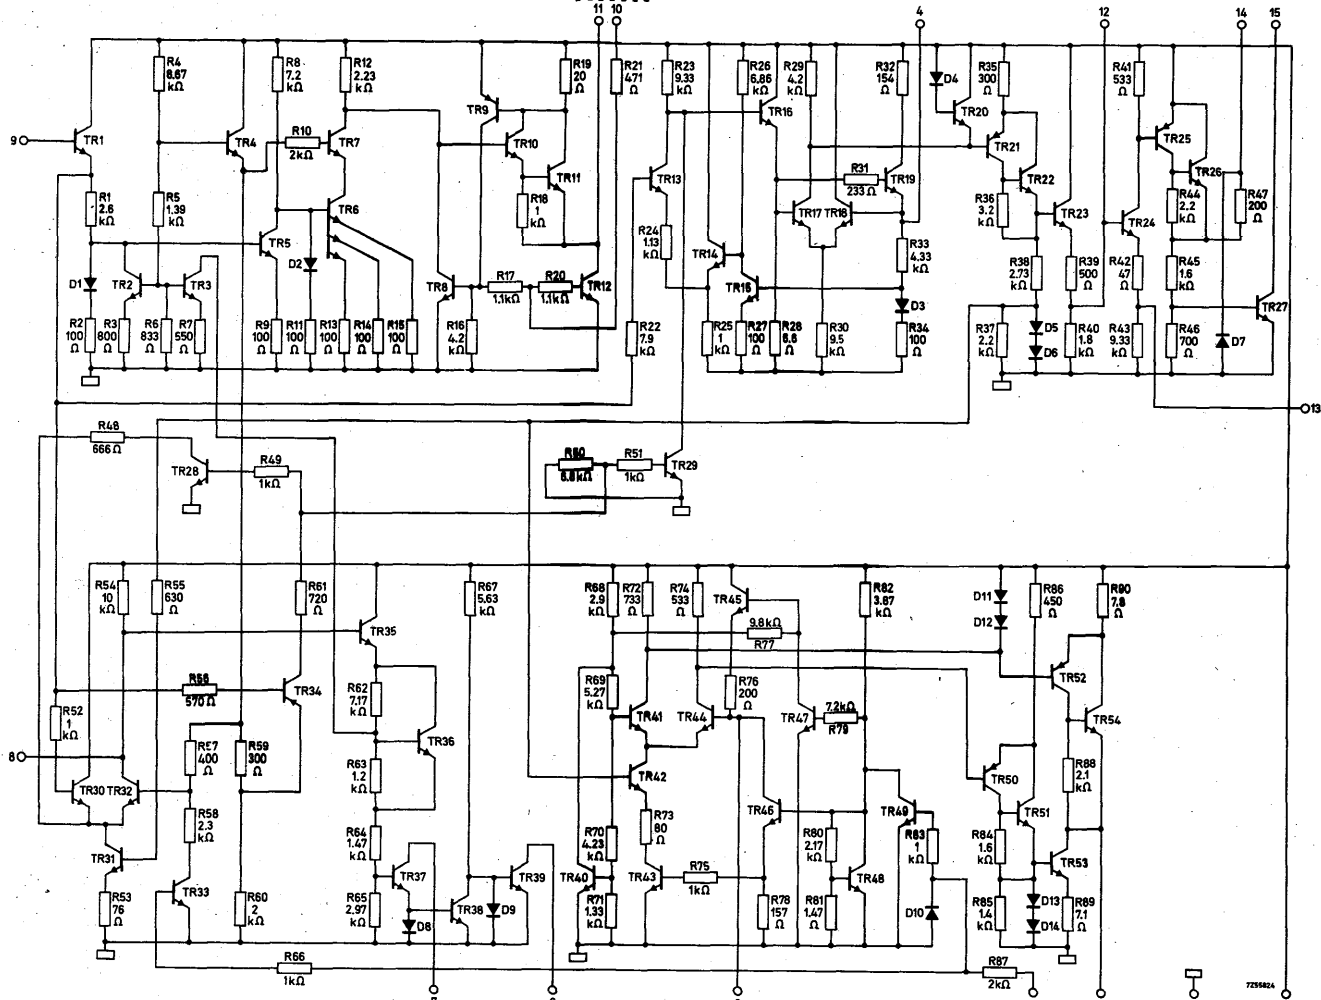 11 10 4 12 14 15
R4 8.67 kΩ
R8 7.2 kΩ
R12 2.23 kΩ
R19 20 Ω
R21 471 Ω
R23 9.33 kΩ
R26 6.86 kΩ
R29 4.2 kΩ
R32 154 Ω
D4
R35 300 Ω
R41 533 Ω
TR9
TR16
TR20
9
TR1
TR4
R10 2kΩ
TR7
TR10
TR21
TR25
TR11
TR13
R31 233 Ω
TR19
TR22
TR26
R1 2.6 kΩ
R5 1.39 kΩ
TR6
R18 1 kΩ
TR17
TR18
R36 3.2 kΩ
TR23
TR24
R44 2.2 kΩ
R47 200 Ω
TR5
D2
R24 1.13 kΩ
TR14
R33 4.33 kΩ
R38 2.73 kΩ
R39 500 Ω
R42 47 Ω
R45 1.6 kΩ
D1
TR2
TR3
TR8
R17 1.1kΩ
R20 1.1kΩ
TR12
TR15
D3
TR27
R2 100 Ω
R3 800 Ω
R6 833 Ω
R7 550 Ω
R9 100 Ω
R11 100 Ω
R13 100 Ω
R14 100 Ω
R15 100 Ω
R16 4.2 kΩ
R22 7.9 kΩ
R25 1 kΩ
R27 100 Ω
R28 6.6 kΩ
R30 9.5 kΩ
R34 100 Ω
R37 2.2 kΩ
D5
D6
R40 1.8 kΩ
R43 9.33 kΩ
R46 700 Ω
D7
13
R48 666 Ω
TR28
R49 1kΩ
R50 6.8kΩ
R51 1kΩ
TR29
R54 10 kΩ
R55 630 Ω
R61 720 Ω
R67 5.63 kΩ
R68 2.9 kΩ
R72 733 Ω
R74 533 Ω
TR45
R82 3.87 kΩ
D11
D12
R86 450 Ω
R90 7.8 Ω
TR35
9.8kΩ R77
R56 570Ω
TR34
R62 7.17 kΩ
R69 5.27 kΩ
R76 200 Ω
TR52
R52 1 kΩ
TR41
TR44
TR47
7.2kΩ R79
TR54
8
R57 400 Ω
R59 300 Ω
TR36
R63 1.2 kΩ
TR42
TR50
R88 2.1 kΩ
TR30
TR32
R58 2.3 kΩ
R73 80 Ω
TR46
TR49
TR51
TR31
R64 1.47 kΩ
R70 4.23 kΩ
R80 2.17 kΩ
R83 1 kΩ
R84 1.6 kΩ
TR33
TR37
TR39
TR40
TR43
R75 1kΩ
TR48
TR53
R53 76 Ω
R60 2 kΩ
R65 2.97 kΩ
D8
TR38
D9
R71 1.33 kΩ
R78 157 Ω
R81 1.47 Ω
D10
R85 1.4 kΩ
D13
D14
R89 7.1 Ω
R66 1kΩ
R87 2kΩ
7Z55824